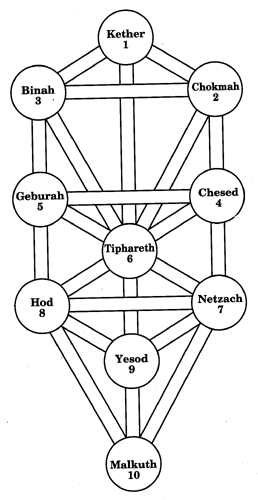 Kether
1
Binah
3
Chokmah
2
Geburah
5
Chesed
4
Tiphareth
6
Hod
8
Netzach
7
Yesod
9
Malkuth
10